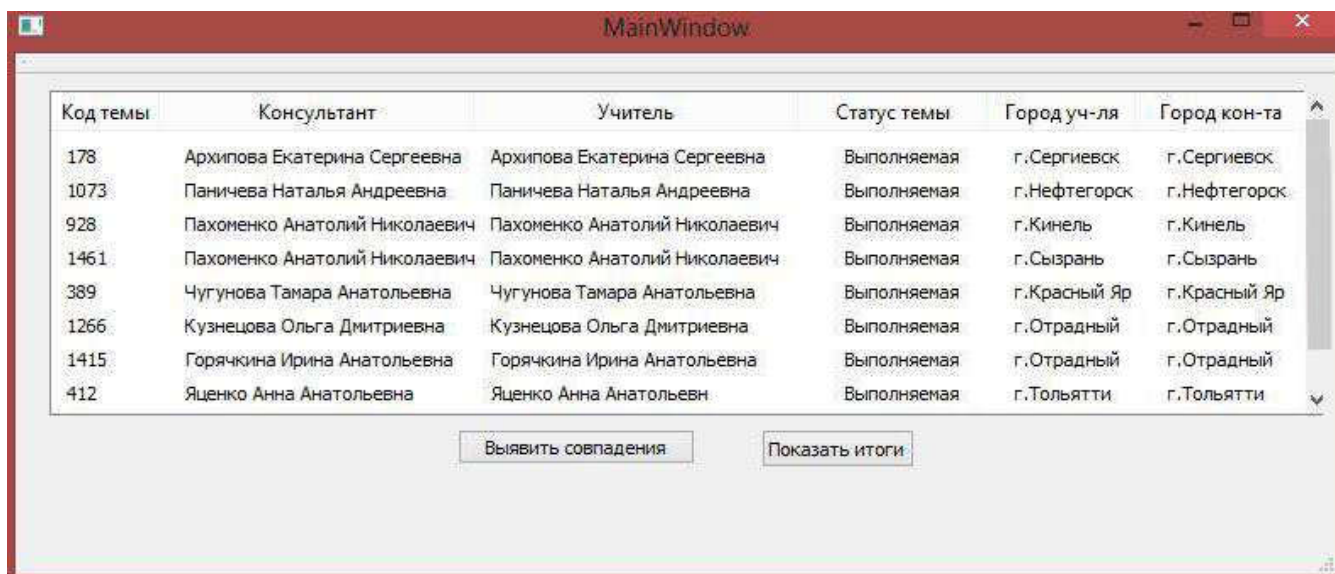 MainWindow
Код темы Консультант Учитель Статус темы Город уч-ля Город кон-та
178 Архипова Екатерина Сергеевна Архипова Екатерина Сергеевна Выполняемая г.Сергиевск г.Сергиевск
1073 Паничева Наталья Андреевна Паничева Наталья Андреевна Выполняемая г.Нефтегорск г.Нефтегорск
928 Пахоменко Анатолий Николаевич Пахоменко Анатолий Николаевич Выполняемая г.Кинель г.Кинель
1461 Пахоменко Анатолий Николаевич Пахоменко Анатолий Николаевич Выполняемая г.Сызрань г.Сызрань
389 Чугунова Тамара Анатольевна Чугунова Тамара Анатольевна Выполняемая г.Красный Яр г.Красный Яр
1266 Кузнецова Ольга Дмитриевна Кузнецова Ольга Дмитриевна Выполняемая г.Отрадный г.Отрадный
1415 Горячкина Ирина Анатольевна Горячкина Ирина Анатольевна Выполняемая г.Отрадный г.Отрадный
412 Яценко Анна Анатольевна Яценко Анна Анатольевн Выполняемая г.Тольятти г.Тольятти
Выявить совпадения Показать итоги